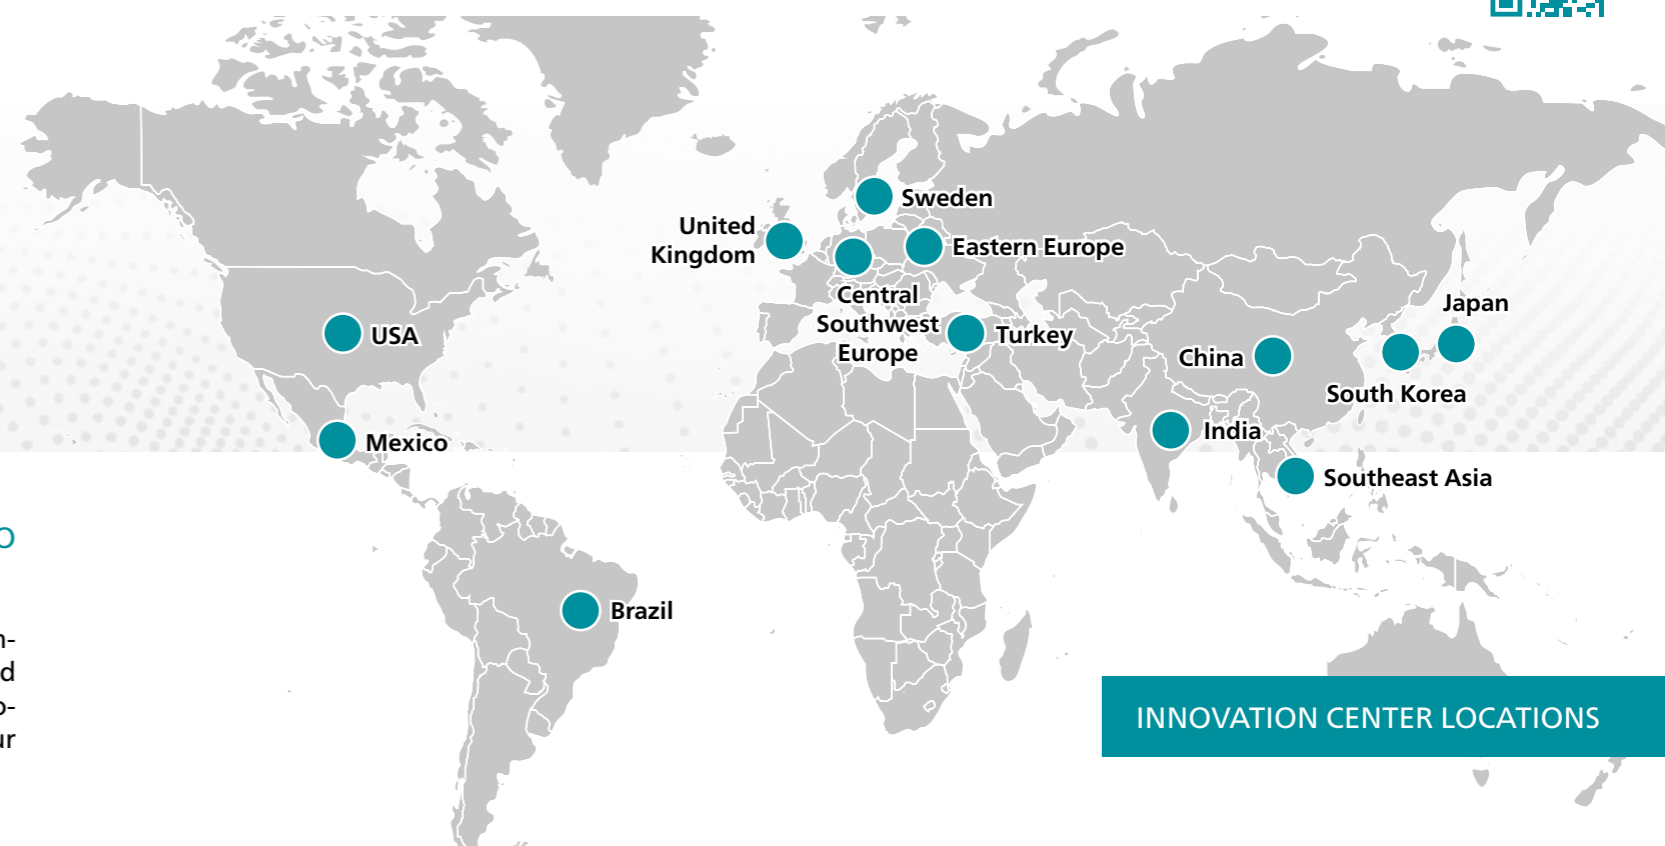 Sweden
United
Kingdom
Eastern Europe
Central
Southwest
Europe
Turkey
USA
Japan
China
South Korea
Mexico
India
Southeast Asia
Brazil
INNOVATION CENTER LOCATIONS